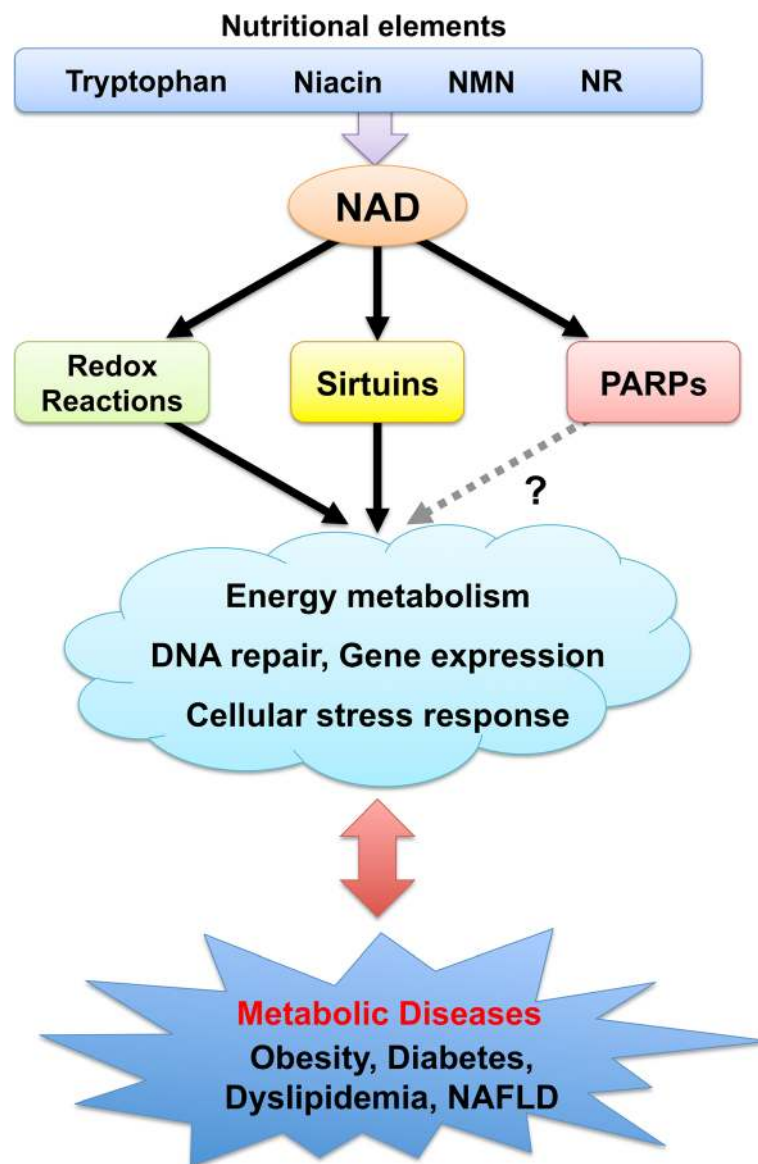 Nutritional elements
Tryptophan Niacin NMN NR
NAD
Redox
Reactions
Sirtuins
PARPs
?
Energy metabolism
DNA repair, Gene expression
Cellular stress response
Metabolic Diseases
Obesity, Diabetes,
Dyslipidemia, NAFLD